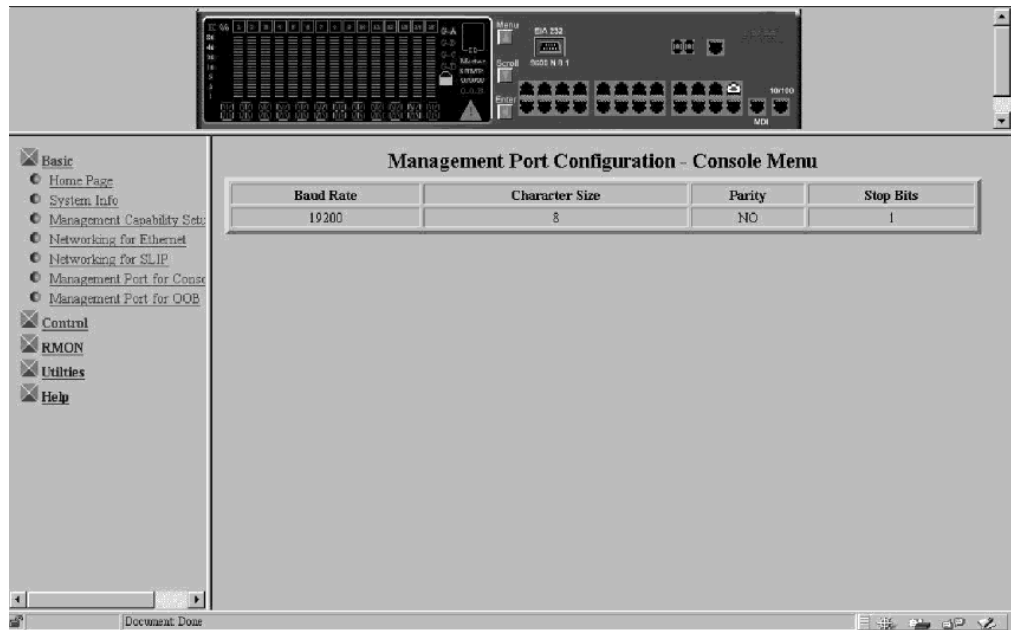 Menu
EIA 232
Scroll
Enter
10/100
MDI
Basic
Home Page
System Info
Management Capability Setu
Networking for Ethernet
Networking for SLIP
Management Port for Conso
Management Port for OOB
Control
RMON
Utilties
Help
Management Port Configuration - Console Menu
Baud Rate Character Size Parity Stop Bits
19200 8 NO 1
Document Done